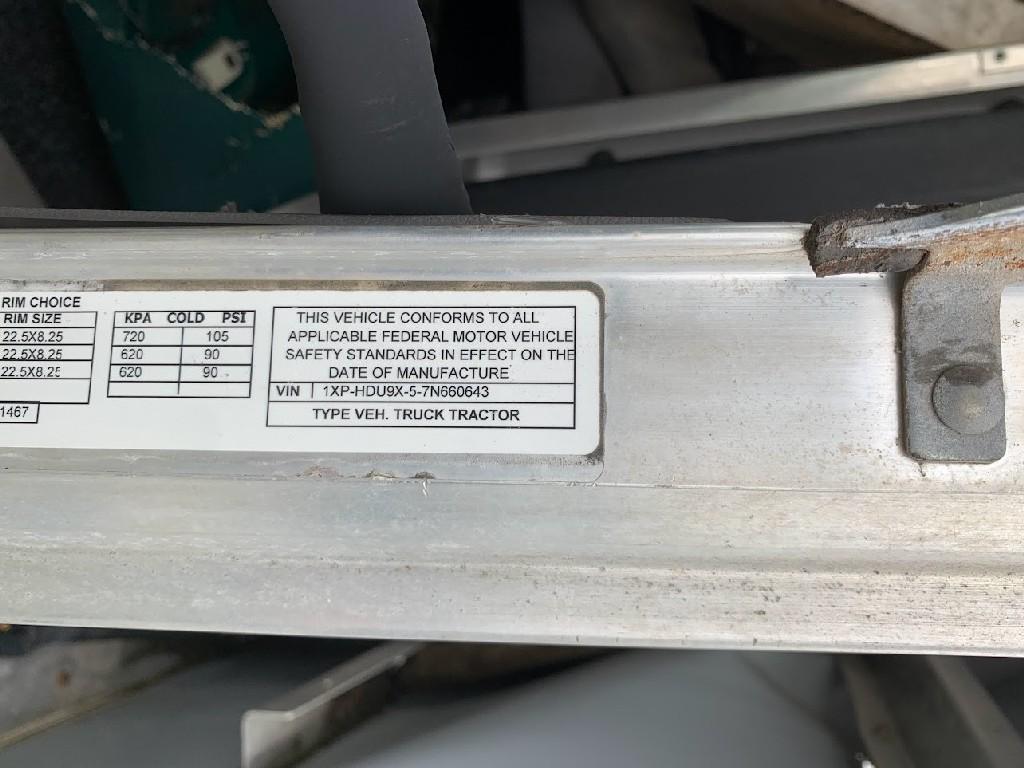 RIM CHOICE
RIM SIZE
22.5X8.25
22.5X8.25
22.5X8.25
1467
KPA COLD PSI
720 105
620 90
620 90
THIS VEHICLE CONFORMS TO ALL
APPLICABLE FEDERAL MOTOR VEHICLE
SAFETY STANDARDS IN EFFECT ON THE
DATE OF MANUFACTURE
VIN 1XP-HDU9X-5-7N660643
TYPE VEH. TRUCK TRACTOR